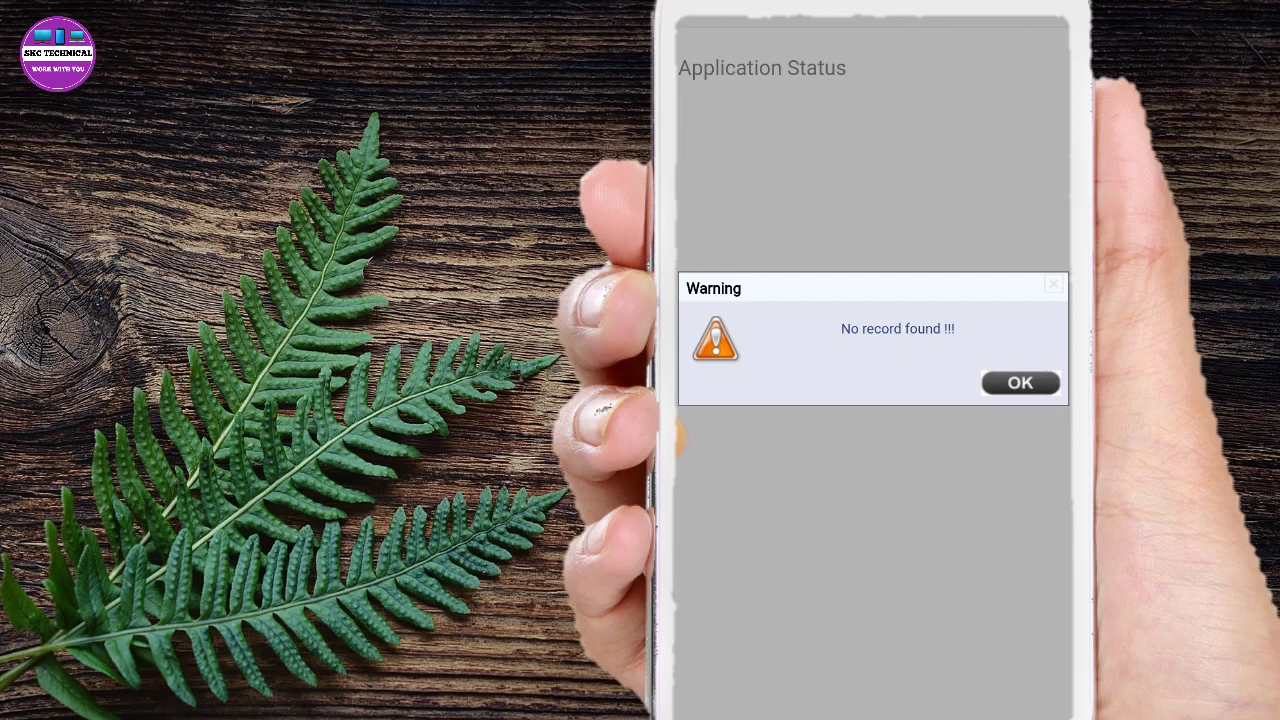 SKC TECHNICAL
WORK WITH YOU
Application Status
Warning
No record found !!!
OK